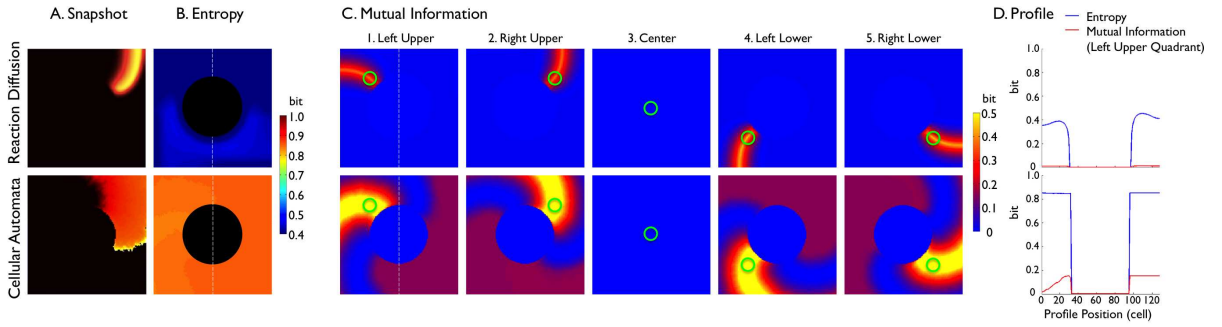 A. Snapshot
B. Entropy
C. Mutual Information
D. Profile
1. Left Upper
2. Right Upper
3. Center
4. Left Lower
5. Right Lower
Entropy
Mutual Information
(Left Upper Quadrant)
Reaction Diffusion
Cellular Automata
bit
1.0
0.9
0.8
0.7
0.6
0.5
0.4
bit
0.5
0.4
0.3
0.2
0.1
0
bit
1.0
0.8
0.6
0.4
0.2
0
bit
1.0
0.8
0.6
0.4
0.2
0
0 20 40 60 80 100 120
Profile Position (cell)